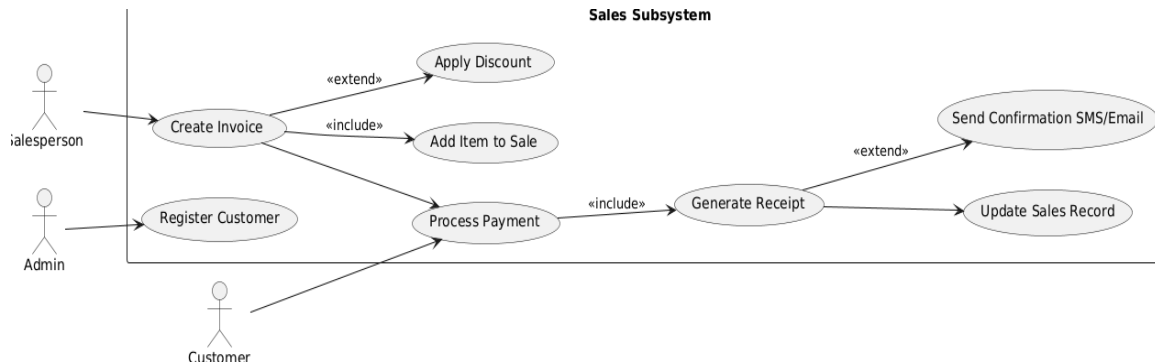 Sales Subsystem
Apply Discount
«extend»
Salesperson
Create Invoice
«include»
Add Item to Sale
Send Confirmation SMS/Email
«extend»
Admin
Register Customer
Process Payment
«include»
Generate Receipt
Update Sales Record
Customer